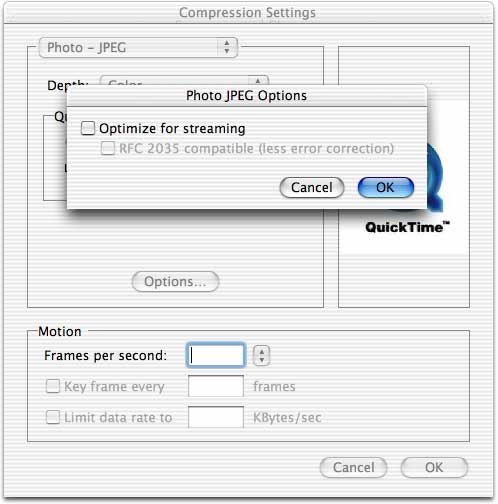 Compression Settings
Photo – JPEG
Depth: Color
Photo JPEG Options
Optimize for streaming
RFC 2035 compatible (less error correction)
Cancel
OK
QuickTime™
Options...
Motion
Frames per second:
Key frame every
frames
Limit data rate to
KBytes/sec
Cancel
OK